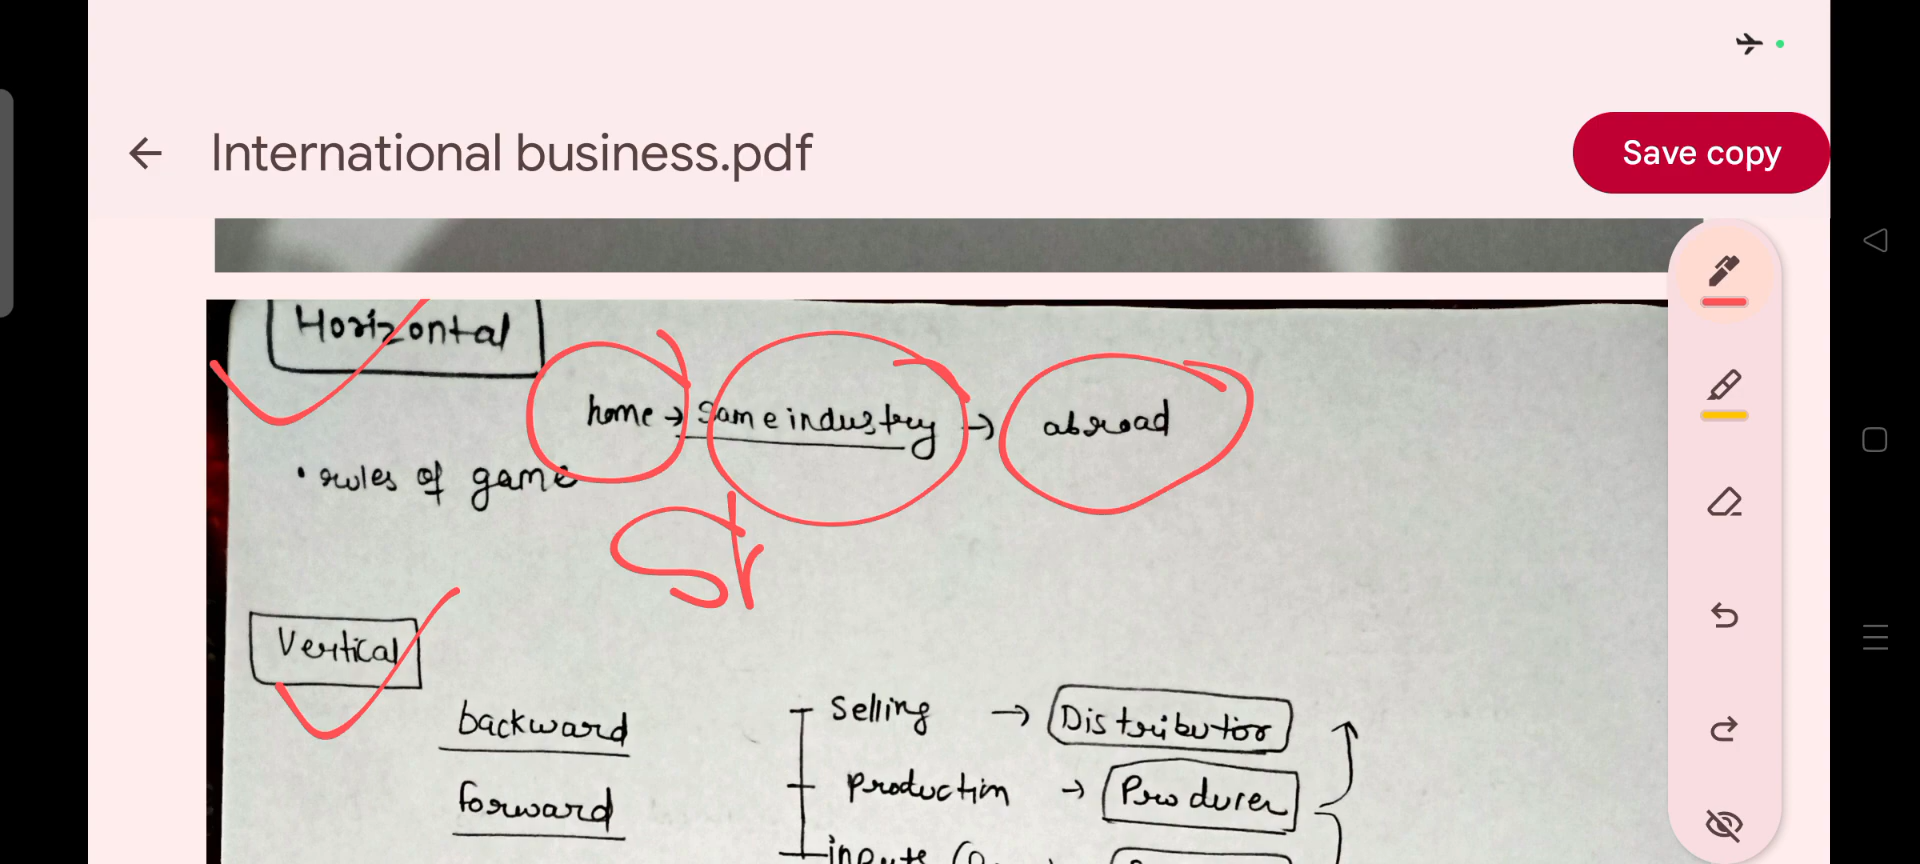 International business.pdf
Save copy
Horizontal
home → Same industry → abroad
• rules of game
Vertical
backward
forward
Selling → Distributor
Production → Producer
inputs